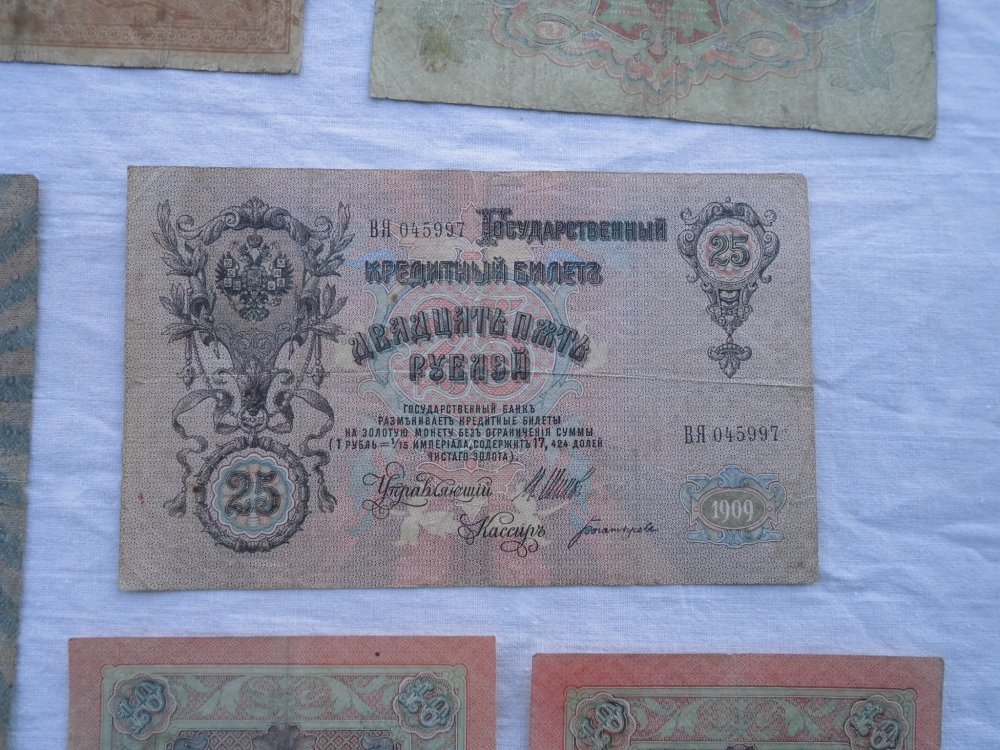 ВЯ 045997 Государственный
Кредитный Билетъ
25
25
Двадцать пять
рублей
ГОСУДАРСТВЕННЫЙ БАНКЪ
РАЗМѢНИВАЕТЪ КРЕДИТНЫЕ БИЛЕТЫ
НА ЗОЛОТУЮ МОНЕТУ БЕЗЪ ОГРАНИЧЕНІЯ СУММЫ
(1 РУБЛЬ = 1/15 ИМПЕРІАЛА, СОДЕРЖИТЪ 17,424 ДОЛЕЙ
ЧИСТАГО ЗОЛОТА).
ВЯ 045997
Управляющій
25
1909
Кассиръ